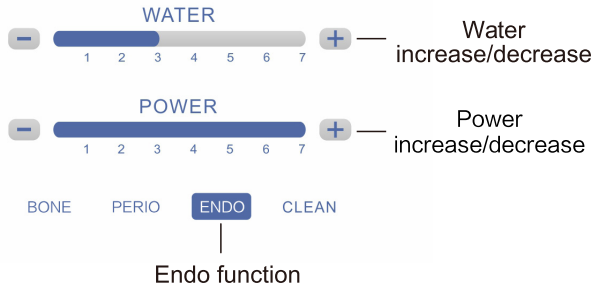 WATER
− +
1 2 3 4 5 6 7
Water
increase/decrease
POWER
− +
1 2 3 4 5 6 7
Power
increase/decrease
BONE PERIO ENDO CLEAN
Endo function